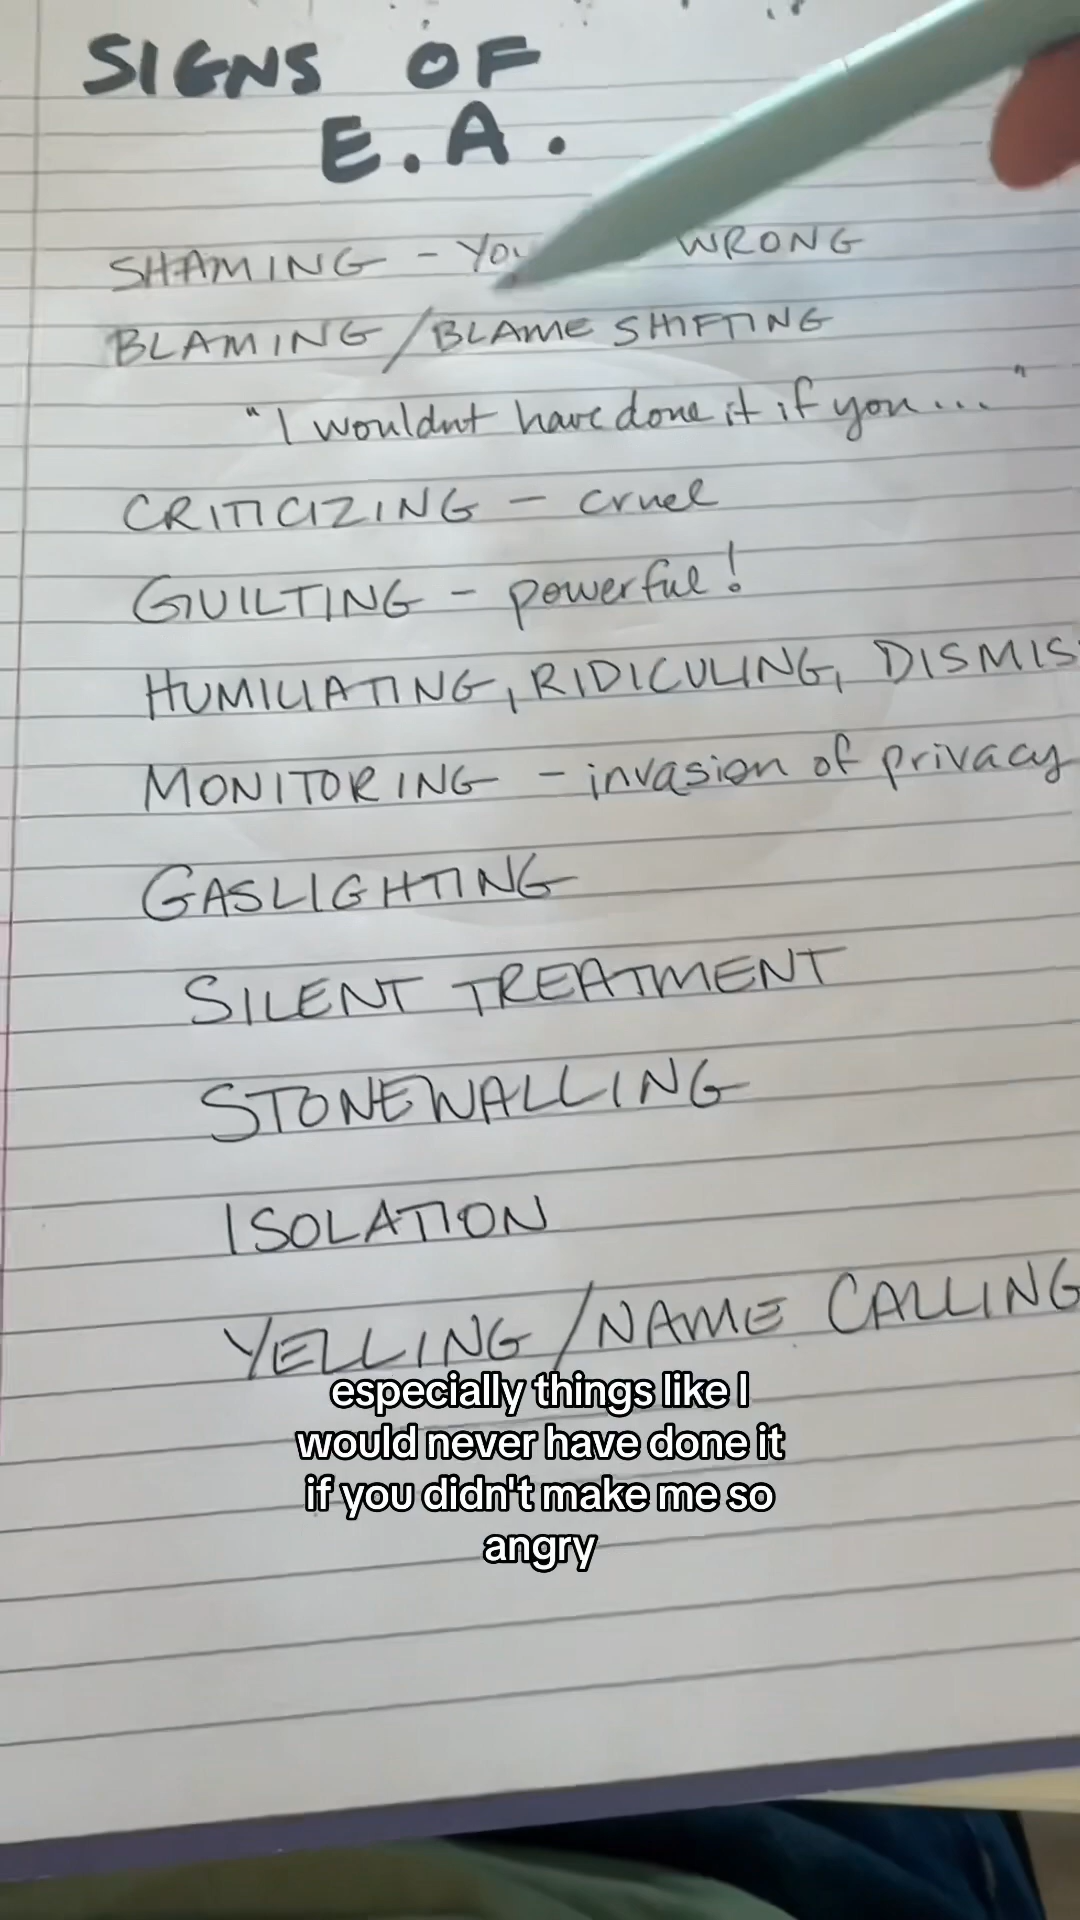 SIGNS OF
E.A.
SHAMING - WRONG
BLAMING/BLAME SHIFTING
"I wouldnt have done it if you..."
CRITICIZING - cruel
GUILTING - powerful!
HUMILIATING, RIDICULING, DISMIS
MONITORING - invasion of privacy
GASLIGHTING
SILENT TREATMENT
STONEWALLING
ISOLATION
YELLING/NAME CALLING
especially things like I
would never have done it
if you didn't make me so
angry